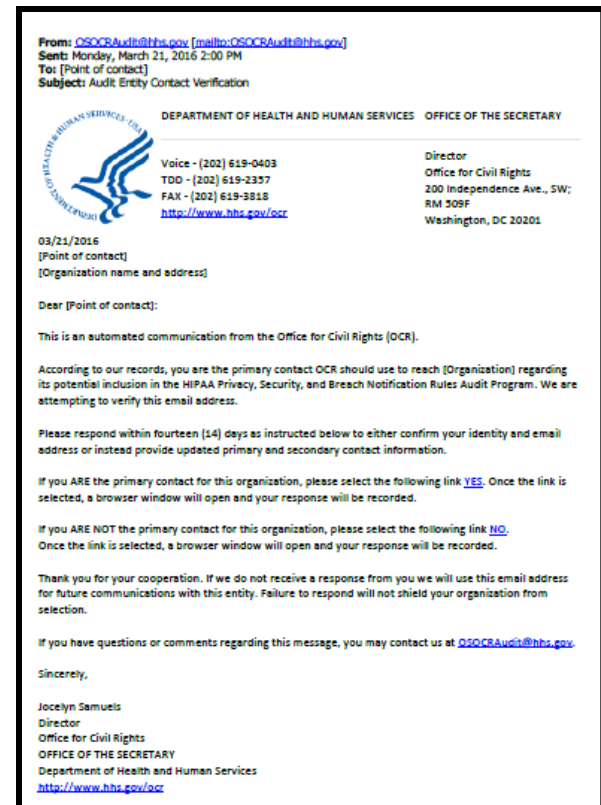 From: OSOCRAudit@hhs.gov [mailto:OSOCRAudit@hhs.gov]
Sent: Monday, March 21, 2016 2:00 PM
To: [Point of contact]
Subject: Audit Entity Contact Verification
DEPARTMENT OF HEALTH AND HUMAN SERVICES OFFICE OF THE SECRETARY
DEPARTMENT OF HEALTH & HUMAN SERVICES · USA
Voice - (202) 619-0403
TDD - (202) 619-2357
FAX - (202) 619-3818
http://www.hhs.gov/ocr
Director
Office for Civil Rights
200 Independence Ave., SW;
RM 509F
Washington, DC 20201
03/21/2016
[Point of contact]
[Organization name and address]
Dear [Point of contact]:
This is an automated communication from the Office for Civil Rights (OCR).
According to our records, you are the primary contact OCR should use to reach [Organization] regarding
its potential inclusion in the HIPAA Privacy, Security, and Breach Notification Rules Audit Program. We are
attempting to verify this email address.
Please respond within fourteen (14) days as instructed below to either confirm your identity and email
address or instead provide updated primary and secondary contact information.
If you ARE the primary contact for this organization, please select the following link YES. Once the link is
selected, a browser window will open and your response will be recorded.
If you ARE NOT the primary contact for this organization, please select the following link NO.
Once the link is selected, a browser window will open and your response will be recorded.
Thank you for your cooperation. If we do not receive a response from you we will use this email address
for future communications with this entity. Failure to respond will not shield your organization from
selection.
If you have questions or comments regarding this message, you may contact us at OSOCRAudit@hhs.gov.
Sincerely,
Jocelyn Samuels
Director
Office for Civil Rights
OFFICE OF THE SECRETARY
Department of Health and Human Services
http://www.hhs.gov/ocr